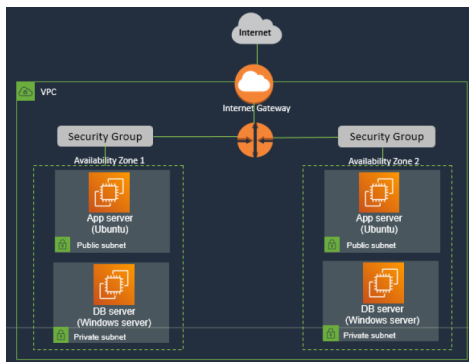 Internet
VPC
Internet Gateway
Security Group
Security Group
Availability Zone 1
Availability Zone 2
App server
(Ubuntu)
Public subnet
App server
(Ubuntu)
Public subnet
DB server
(Windows server)
Private subnet
DB server
(Windows server)
Private subnet